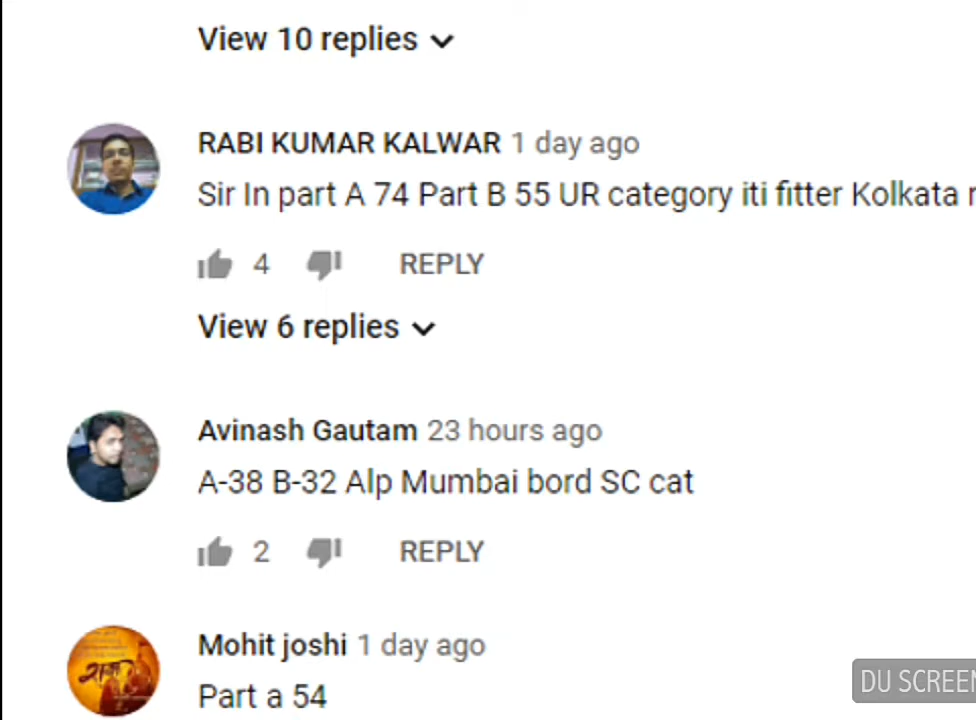 View 10 replies
RABI KUMAR KALWAR 1 day ago
Sir In part A 74 Part B 55 UR category iti fitter Kolkata
4 REPLY
View 6 replies
Avinash Gautam 23 hours ago
A-38 B-32 Alp Mumbai bord SC cat
2 REPLY
Mohit joshi 1 day ago
Part a 54
DU SCREEN